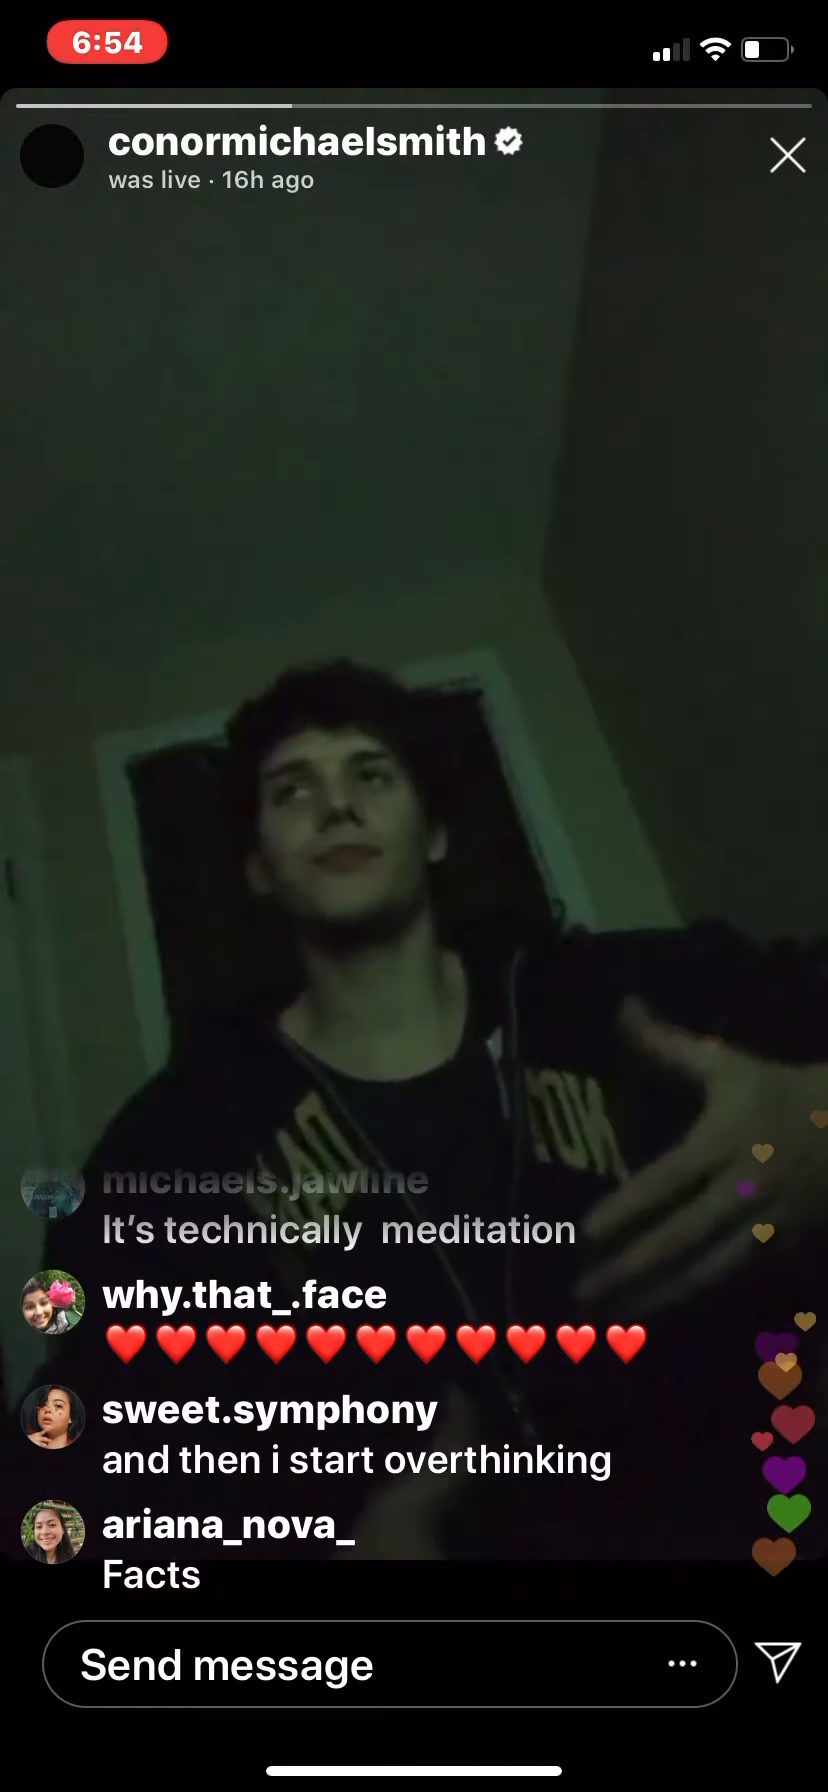 6:54
conormichaelsmith
was live · 16h ago
michaels.jawline
It’s technically  meditation
why.that_.face
❤️❤️❤️❤️❤️❤️❤️❤️❤️❤️❤️
sweet.symphony
and then i start overthinking
ariana_nova_
Facts
Send message